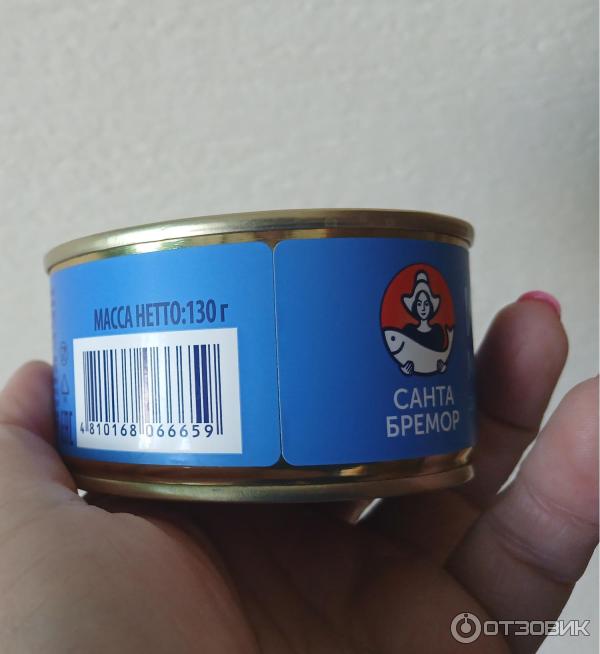 МАССА НЕТТО:130 г
4 810168 066659
САНТА
БРЕМОР
ОТЗОВИК